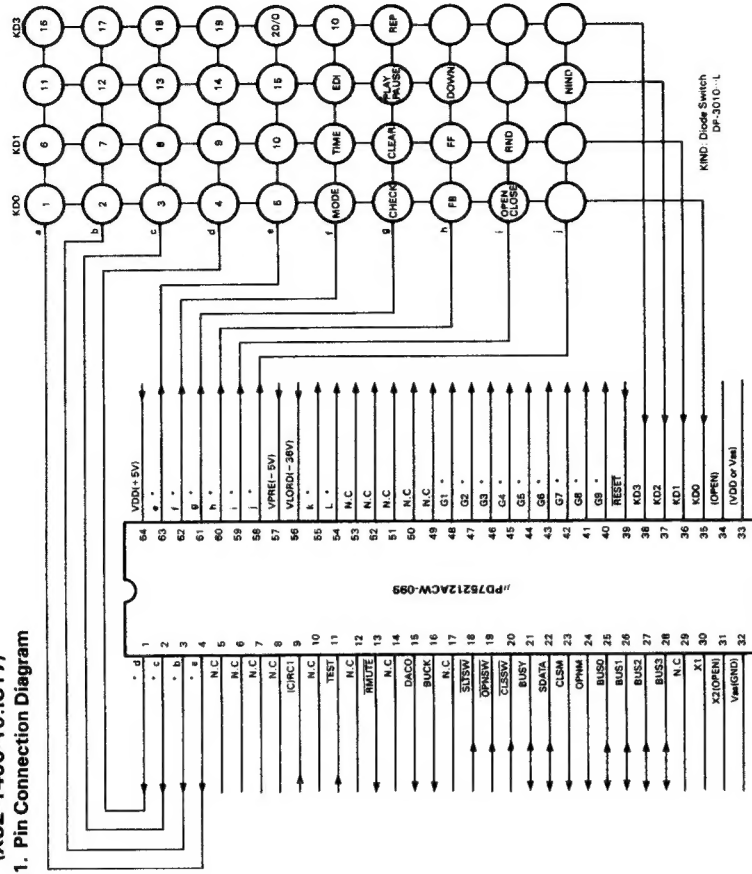 1. Pin Connection Diagram
KD0 KD1 KD3
a 1 6 11 16
b 2 7 12 17
c 3 8 13 18
d 4 9 14 19
e 5 10 15 20/0
f MODE TIME EDI 10
g CHECK CLEAR PLAY PAUSE REP
h FB FF DOWN
i OPEN CLOSE RND
j NIND
KIND: Diode Switch
DP-3010··L
μPD75212ACW-099
* d 1
* c 2
* b 3
* a 4
N.C 5
N.C 6
N.C 7
N.C 8
(C)RC1 9
N.C 10
TEST 11
N.C 12
RMUTE 13
N.C 14
DACO 15
BUCK 16
N.C 17
SLTSW 18
OPNSW 19
CLSSW 20
BUSY 21
SDATA 22
CLSM 23
OPNM 24
BUS0 25
BUS1 26
BUS2 27
BUS3 28
N.C 29
X1 30
X2(OPEN) 31
Vss(GND) 32
64 VDD(+5V)
63 e *
62 f *
61 g *
60 h *
59 i *
58 j *
57 VPRE(-5V)
56 VLORD(-38V)
55 k *
54 L *
53 N.C
52 N.C
51 N.C
50 N.C
49 N.C
48 G1 *
47 G2 *
46 G3 *
45 G4 *
44 G5 *
43 G6 *
42 G7 *
41 G8 *
40 G9 *
39 RESET
38 KD3
37 KD2
36 KD1
35 KD0
34 (OPEN)
33 (VDD or Vss)